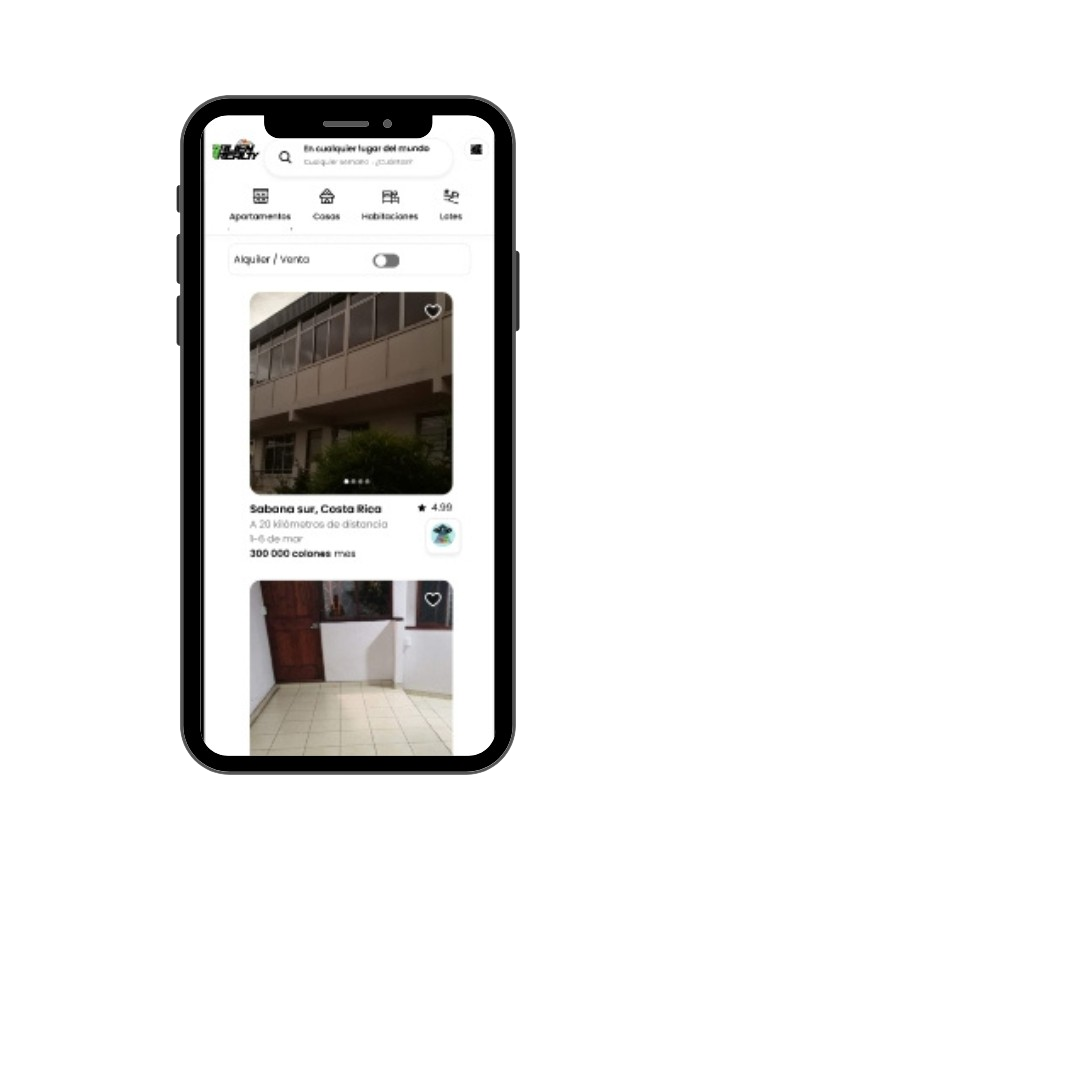 ALIEN
REALTY
En cualquier lugar del mundo
Cualquier semana · ¿Cuántos?
Apartamentos
Casas
Habitaciones
Lotes
Alquiler / Venta
Sabana sur, Costa Rica
4.99
A 20 kilómetros de distancia
1-6 de mar
300 000 colones mes